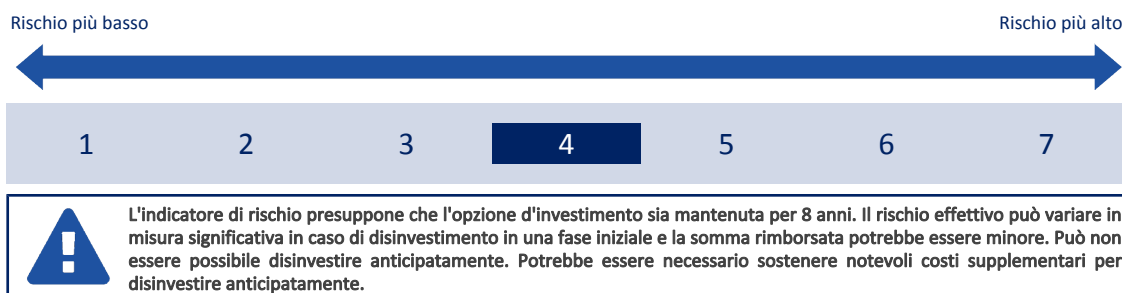 Rischio più basso Rischio più alto
1 2 3 4 5 6 7
L'indicatore di rischio presuppone che l'opzione d'investimento sia mantenuta per 8 anni. Il rischio effettivo può variare in
misura significativa in caso di disinvestimento in una fase iniziale e la somma rimborsata potrebbe essere minore. Può non
essere possibile disinvestire anticipatamente. Potrebbe essere necessario sostenere notevoli costi supplementari per
disinvestire anticipatamente.